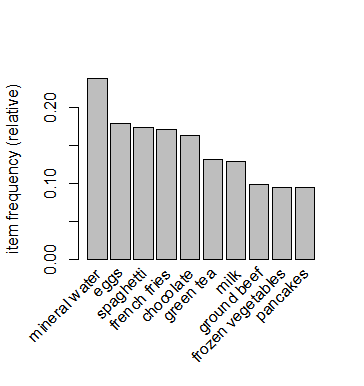 item frequency (relative)
0.20
0.10
0.00
mineral water
eggs
spaghetti
french fries
chocolate
green tea
milk
ground beef
frozen vegetables
pancakes